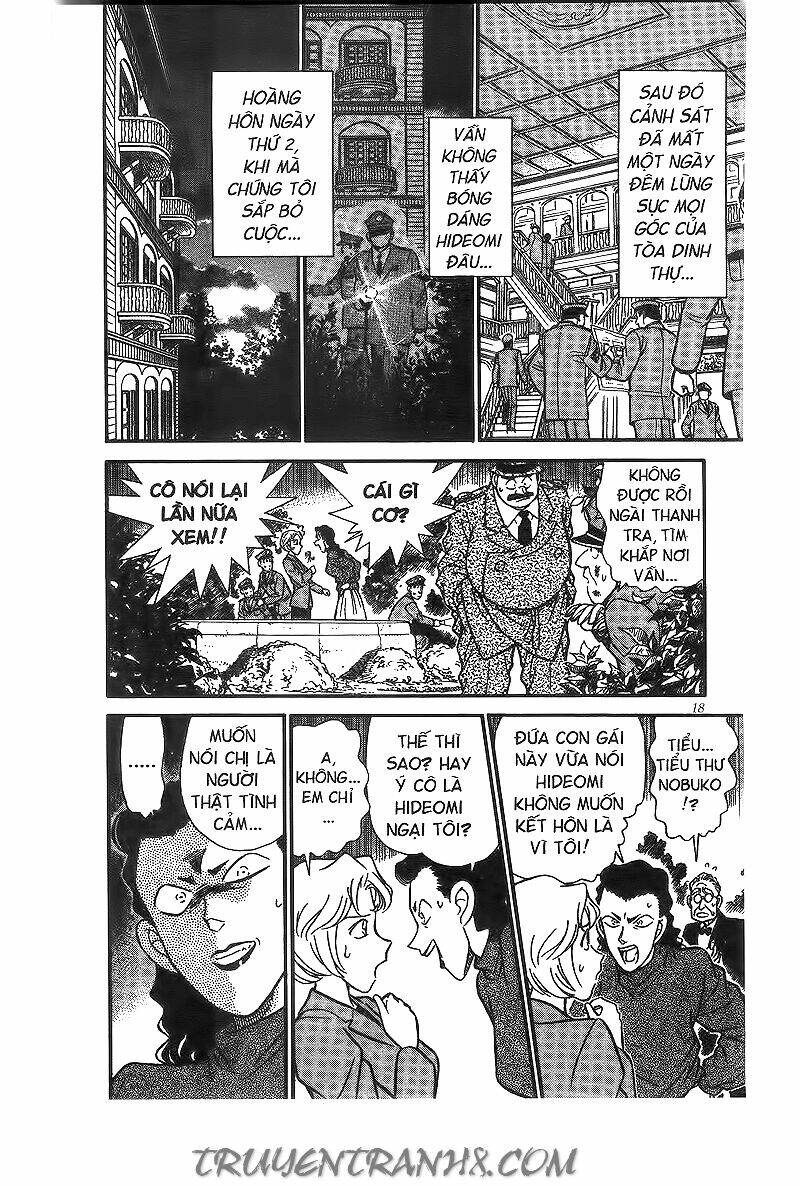 SAU ĐÓ
CẢNH SÁT
ĐÃ MẤT
MỘT NGÀY
ĐÊM LŨNG
SỤC MỌI
GÓC CỦA
TÒA DINH
THỰ...
VẪN
KHÔNG
THẤY
BÓNG
DÁNG
HIDEOMI
ĐÂU...
HOÀNG
HÔN NGÀY
THỨ 2,
KHI MÀ
CHÚNG TÔI
SẮP BỎ
CUỘC...
KHÔNG
ĐƯỢC RỒI
NGÀI THANH
TRA, TÌM
KHẮP NƠI
VẪN...
CÁI GÌ
CƠ?
CÔ NÓI LẠI
LẦN NỮA
XEM!!
18
TIỂU...
TIỂU THƯ
NOBUKO
!?
ĐỨA CON GÁI
NÀY VỪA NÓI
HIDEOMI
KHÔNG MUỐN
KẾT HÔN LÀ
VÌ TÔI!
THẾ THÌ
SAO? HAY
Ý CÔ LÀ
HIDEOMI
NGẠI TÔI?
A,
KHÔNG...
EM CHỈ
...
MUỐN
NÓI CHỊ LÀ
NGƯỜI
THẬT TÌNH
CẢM...
.....
TRUYENTRANH8.COM